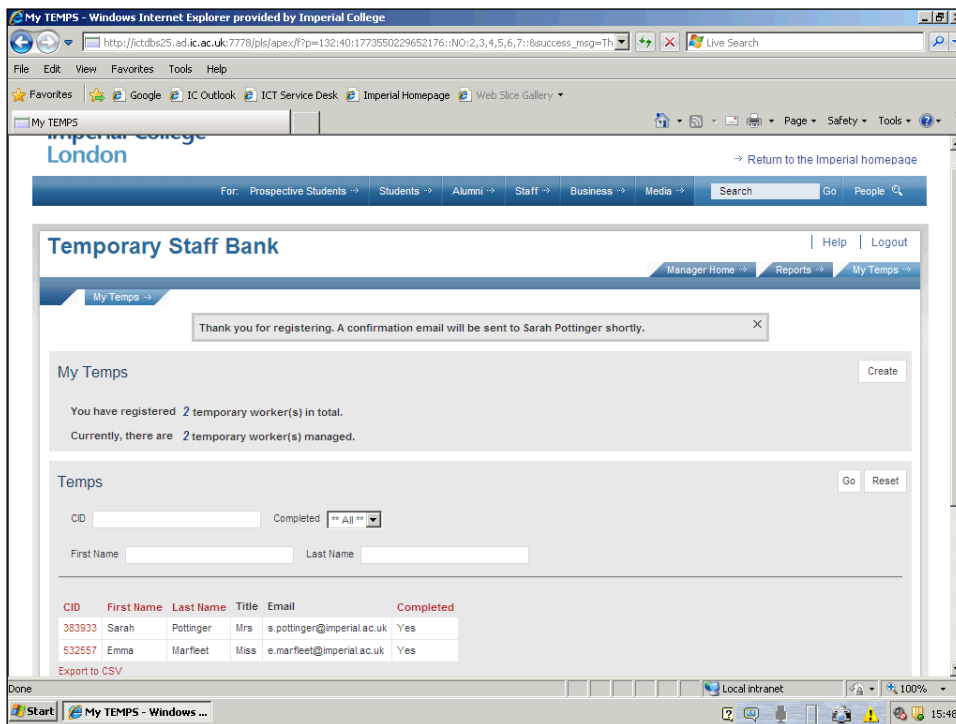 My TEMPS - Windows Internet Explorer provided by Imperial College
http://ictdbs25.ad.ic.ac.uk:7778/pls/apex/f?p=132:40:1773550229652176::NO:2,3,4,5,6,7::&success_msg=Th
Live Search
File Edit View Favorites Tools Help
Favorites Google IC Outlook ICT Service Desk Imperial Homepage Web Slice Gallery
My TEMPS
Page Safety Tools
Imperial College
London
Return to the Imperial homepage
For: Prospective Students Students Alumni Staff Business Media Search Go People
Temporary Staff Bank
Help Logout
Manager Home Reports My Temps
My Temps
Thank you for registering. A confirmation email will be sent to Sarah Pottinger shortly.
My Temps
Create
You have registered 2 temporary worker(s) in total.
Currently, there are 2 temporary worker(s) managed.
Temps
Go Reset
CID Completed ** All **
First Name Last Name
CID First Name Last Name Title Email Completed
383933 Sarah Pottinger Mrs s.pottinger@imperial.ac.uk Yes
532557 Emma Marfleet Miss e.marfleet@imperial.ac.uk Yes
Export to CSV
Done Local intranet 100%
Start My TEMPS - Windows ... 15:48